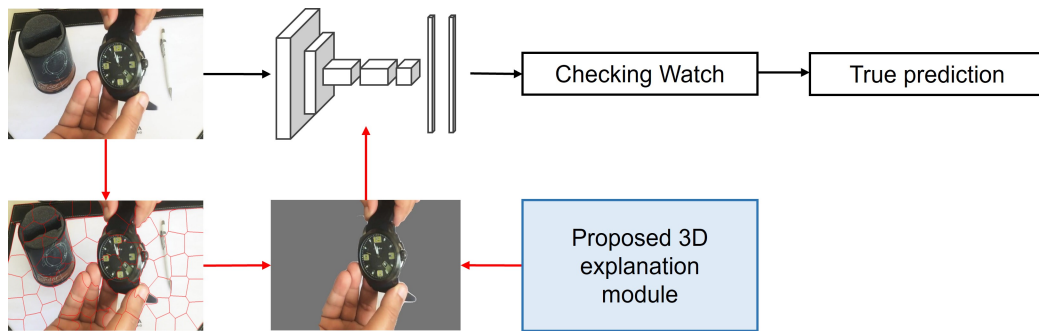 Checking Watch
True prediction
Proposed 3D
explanation
module